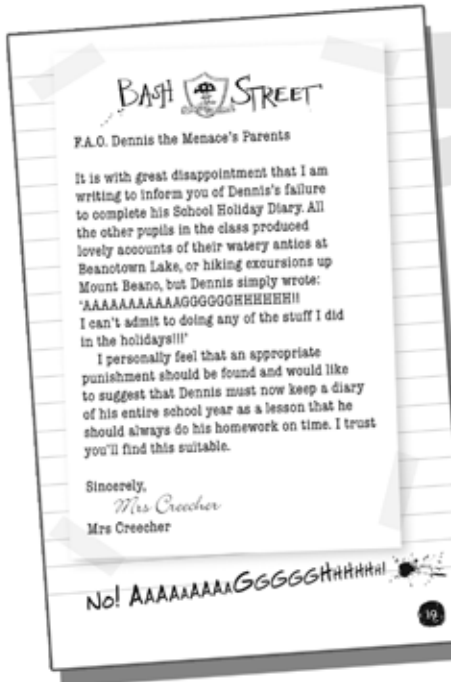 BASH STREET
F.A.O. Dennis the Menace's Parents
It is with great disappointment that I am
writing to inform you of Dennis's failure
to complete his School Holiday Diary. All
the other pupils in the class produced
lovely accounts of their watery antics at
Beanotown Lake, or hiking excursions up
Mount Beano, but Dennis simply wrote:
"AAAAAAAAAAAGGGGGGHHHHHH!!
I can't admit to doing any of the stuff I did
in the holidays!!!"
I personally feel that an appropriate
punishment should be found and would like
to suggest that Dennis must now keep a diary
of his entire school year as a lesson that he
should always do his homework on time. I trust
you"ll find this suitable.
Sincerely,
Mrs Creecher
Mrs Creecher
NO! AAAAAAAAAGGGGGGHHHHHH!
19